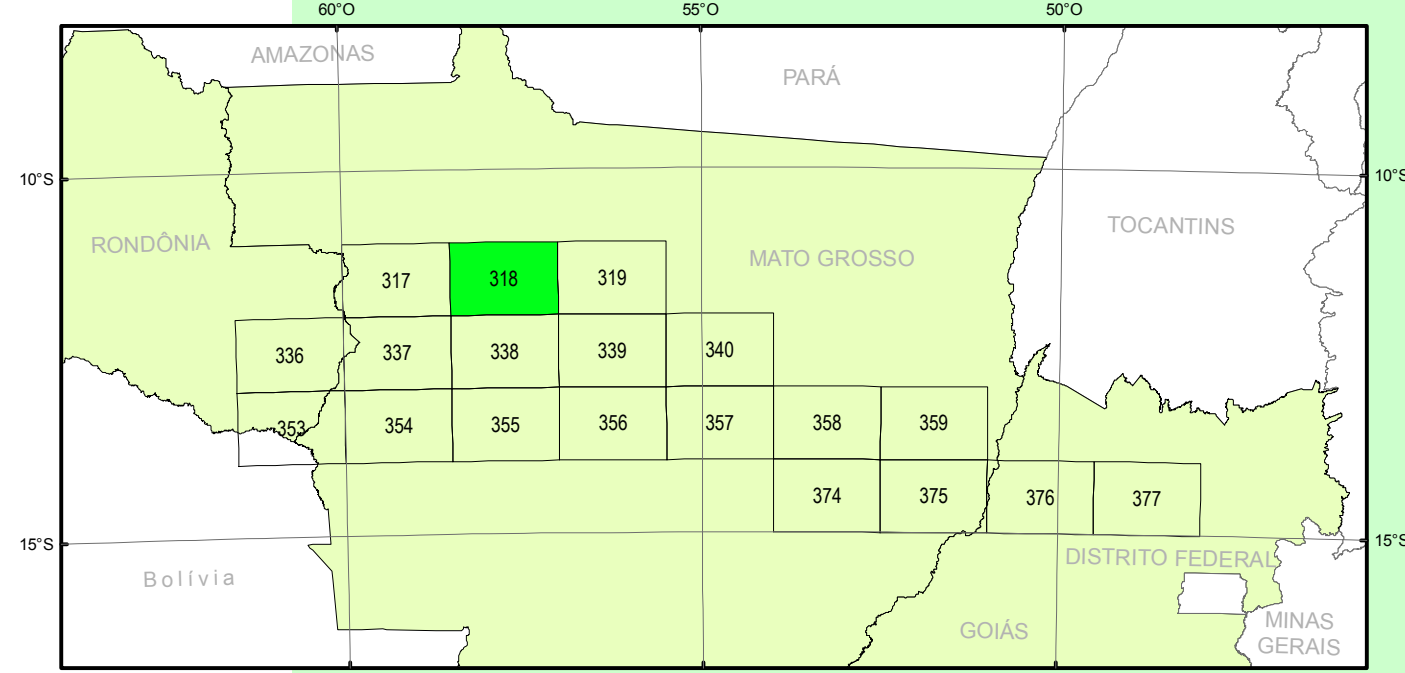 60°O 55°O 50°O
AMAZONAS
PARÁ
10°S 10°S
TOCANTINS
RONDÔNIA
MATO GROSSO
317 318 319
336 337 338 339 340
353 354 355 356 357 358 359
374 375 376 377
15°S 15°S
DISTRITO FEDERAL
Bolívia
GOIÁS
MINAS
GERAIS